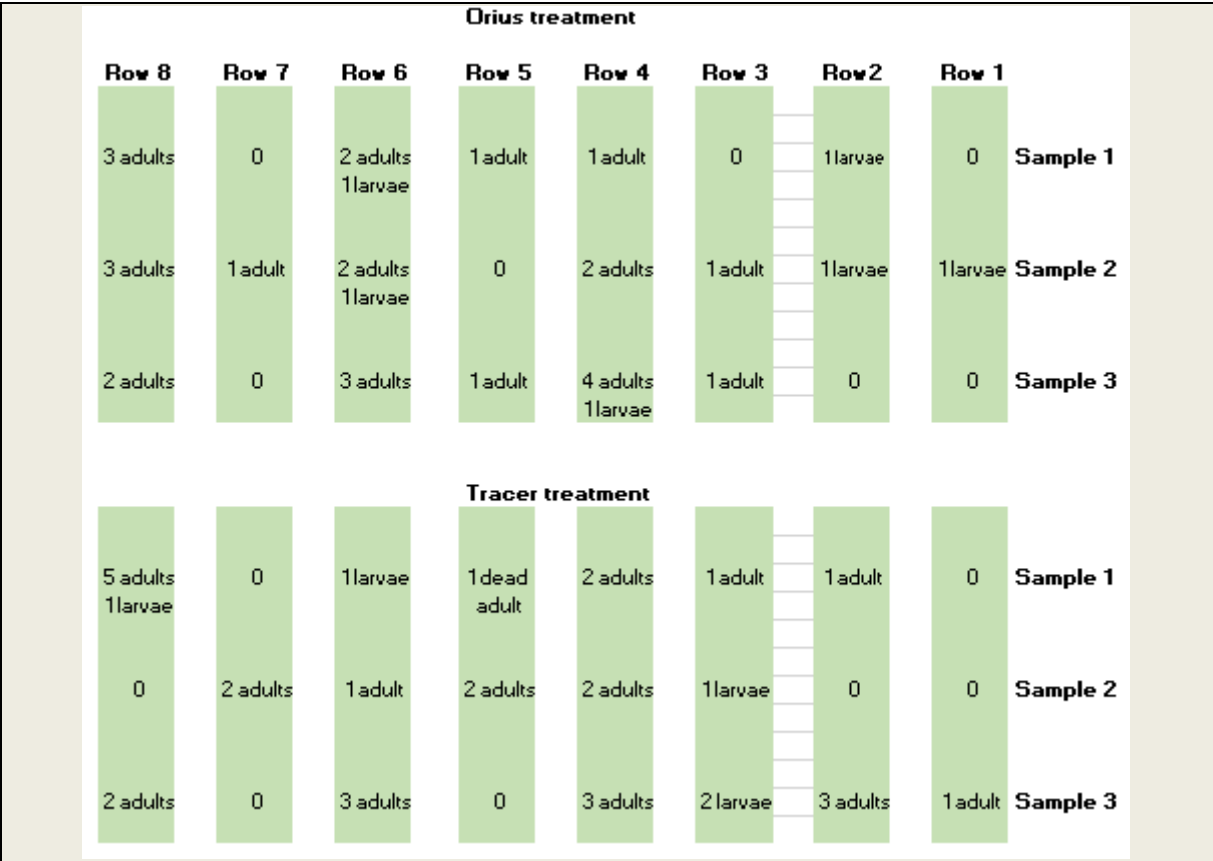 Orius treatment
Row 8 Row 7 Row 6 Row 5 Row 4 Row 3 Row2 Row 1
3 adults 0 2 adults 1 adult 1 adult 0 1 larvae 0 Sample 1
1 larvae
3 adults 1 adult 2 adults 0 2 adults 1 adult 1 larvae 1 larvae Sample 2
1 larvae
2 adults 0 3 adults 1 adult 4 adults 1 adult 0 0 Sample 3
1 larvae
Tracer treatment
5 adults 0 1 larvae 1 dead 2 adults 1 adult 1 adult 0 Sample 1
1 larvae adult
0 2 adults 1 adult 2 adults 2 adults 1 larvae 0 0 Sample 2
2 adults 0 3 adults 0 3 adults 2 larvae 3 adults 1 adult Sample 3